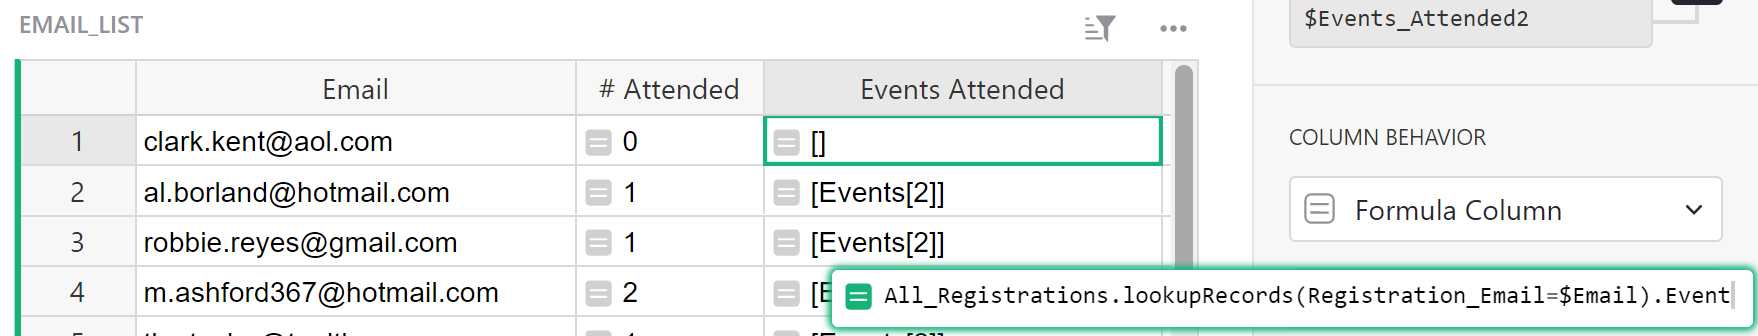 EMAIL_LIST
$Events_Attended2
Email # Attended Events Attended
1 clark.kent@aol.com 0 []
2 al.borland@hotmail.com 1 [Events[2]]
3 robbie.reyes@gmail.com 1 [Events[2]]
4 m.ashford367@hotmail.com 2
COLUMN BEHAVIOR
Formula Column
All_Registrations.lookupRecords(Registration_Email=$Email).Event